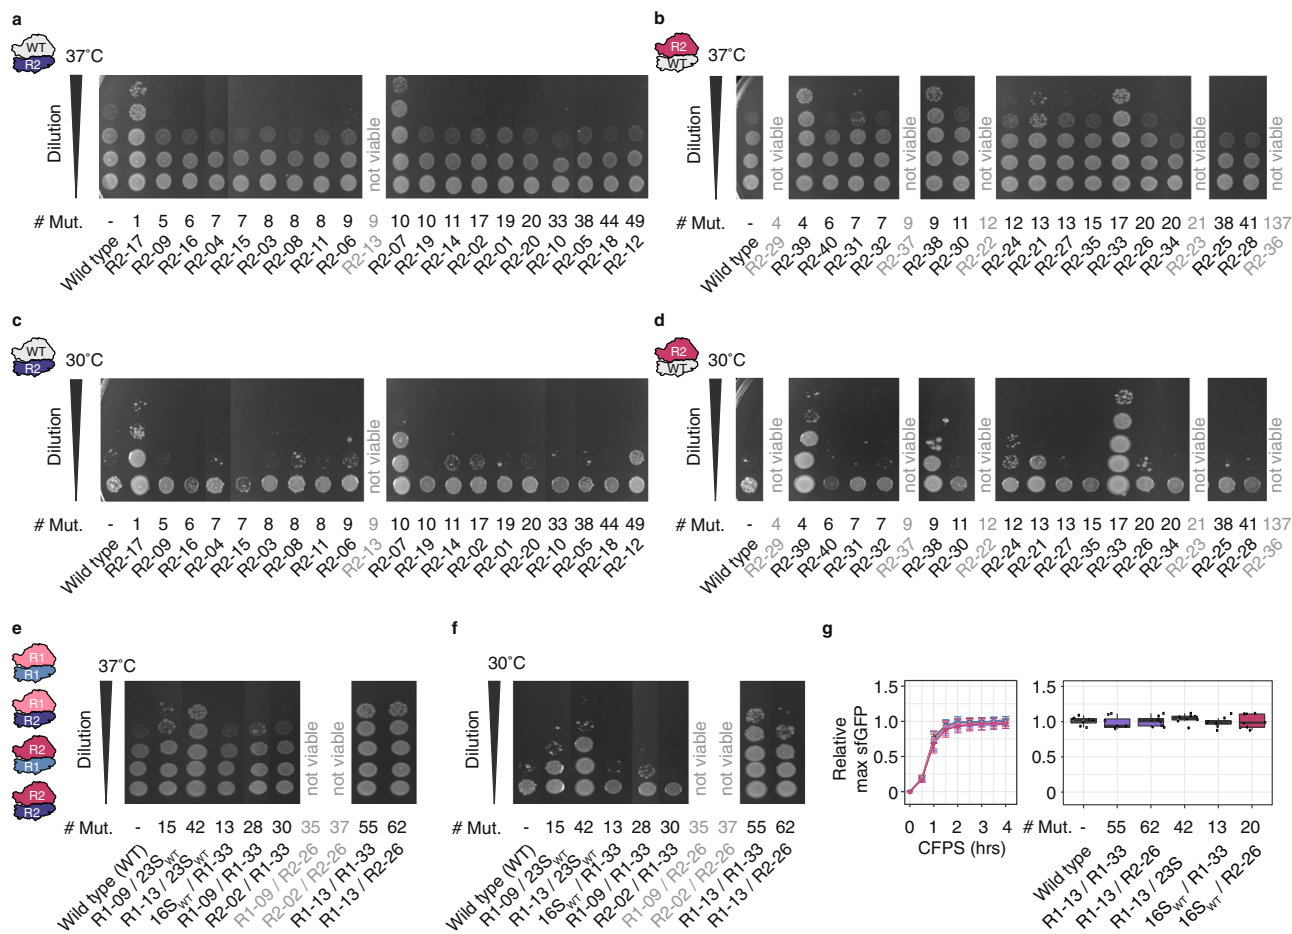 a
WT
R2
37°C
Dilution
not viable
# Mut. - 1 5 6 7 7 8 8 8 9 9 10 10 11 17 19 20 33 38 44 49
Wild type R2-17 R2-09 R2-16 R2-04 R2-15 R2-03 R2-08 R2-11 R2-06 R2-13 R2-07 R2-19 R2-14 R2-02 R2-01 R2-20 R2-10 R2-05 R2-18 R2-12
b
R2
WT
37°C
Dilution
not viable not viable not viable not viable not viable
# Mut. - 4 4 6 7 7 9 9 11 12 12 13 13 15 17 20 20 21 38 41 137
Wild type R2-29 R2-39 R2-40 R2-31 R2-32 R2-37 R2-38 R2-30 R2-22 R2-24 R2-21 R2-27 R2-35 R2-33 R2-26 R2-34 R2-23 R2-25 R2-28 R2-36
c
WT
R2
30°C
Dilution
not viable
# Mut. - 1 5 6 7 7 8 8 8 9 9 10 10 11 17 19 20 33 38 44 49
Wild type R2-17 R2-09 R2-16 R2-04 R2-15 R2-03 R2-08 R2-11 R2-06 R2-13 R2-07 R2-19 R2-14 R2-02 R2-01 R2-20 R2-10 R2-05 R2-18 R2-12
d
R2
WT
30°C
Dilution
not viable not viable not viable not viable not viable
# Mut. - 4 4 6 7 7 9 9 11 12 12 13 13 15 17 20 20 21 38 41 137
Wild type R2-29 R2-39 R2-40 R2-31 R2-32 R2-37 R2-38 R2-30 R2-22 R2-24 R2-21 R2-27 R2-35 R2-33 R2-26 R2-34 R2-23 R2-25 R2-28 R2-36
e
R1
R1
R1
R2
R2
R1
R2
R2
37°C
Dilution
not viable not viable
# Mut. - 15 42 13 28 30 35 37 55 62
Wild type (WT)
R1-09 / 23SWT
R1-13 / 23SWT
16SWT / R1-33
R1-09 / R1-33
R2-02 / R1-33
R1-09 / R2-26
R2-02 / R2-26
R1-13 / R1-33
R1-13 / R2-26
f
30°C
Dilution
not viable not viable
# Mut. - 15 42 13 28 30 35 37 55 62
Wild type (WT)
R1-09 / 23SWT
R1-13 / 23SWT
16SWT / R1-33
R1-09 / R1-33
R2-02 / R1-33
R1-09 / R2-26
R2-02 / R2-26
R1-13 / R1-33
R1-13 / R2-26
g
Relative
max sfGFP
1.5
1.0
0.5
0
0 1 2 3 4
CFPS (hrs)
1.5
1.0
0.5
0
# Mut. - 55 62 42 13 20
Wild type
R1-13 / R1-33
R1-13 / R2-26
R1-13 / 23S
16SWT / R1-33
16SWT / R2-26